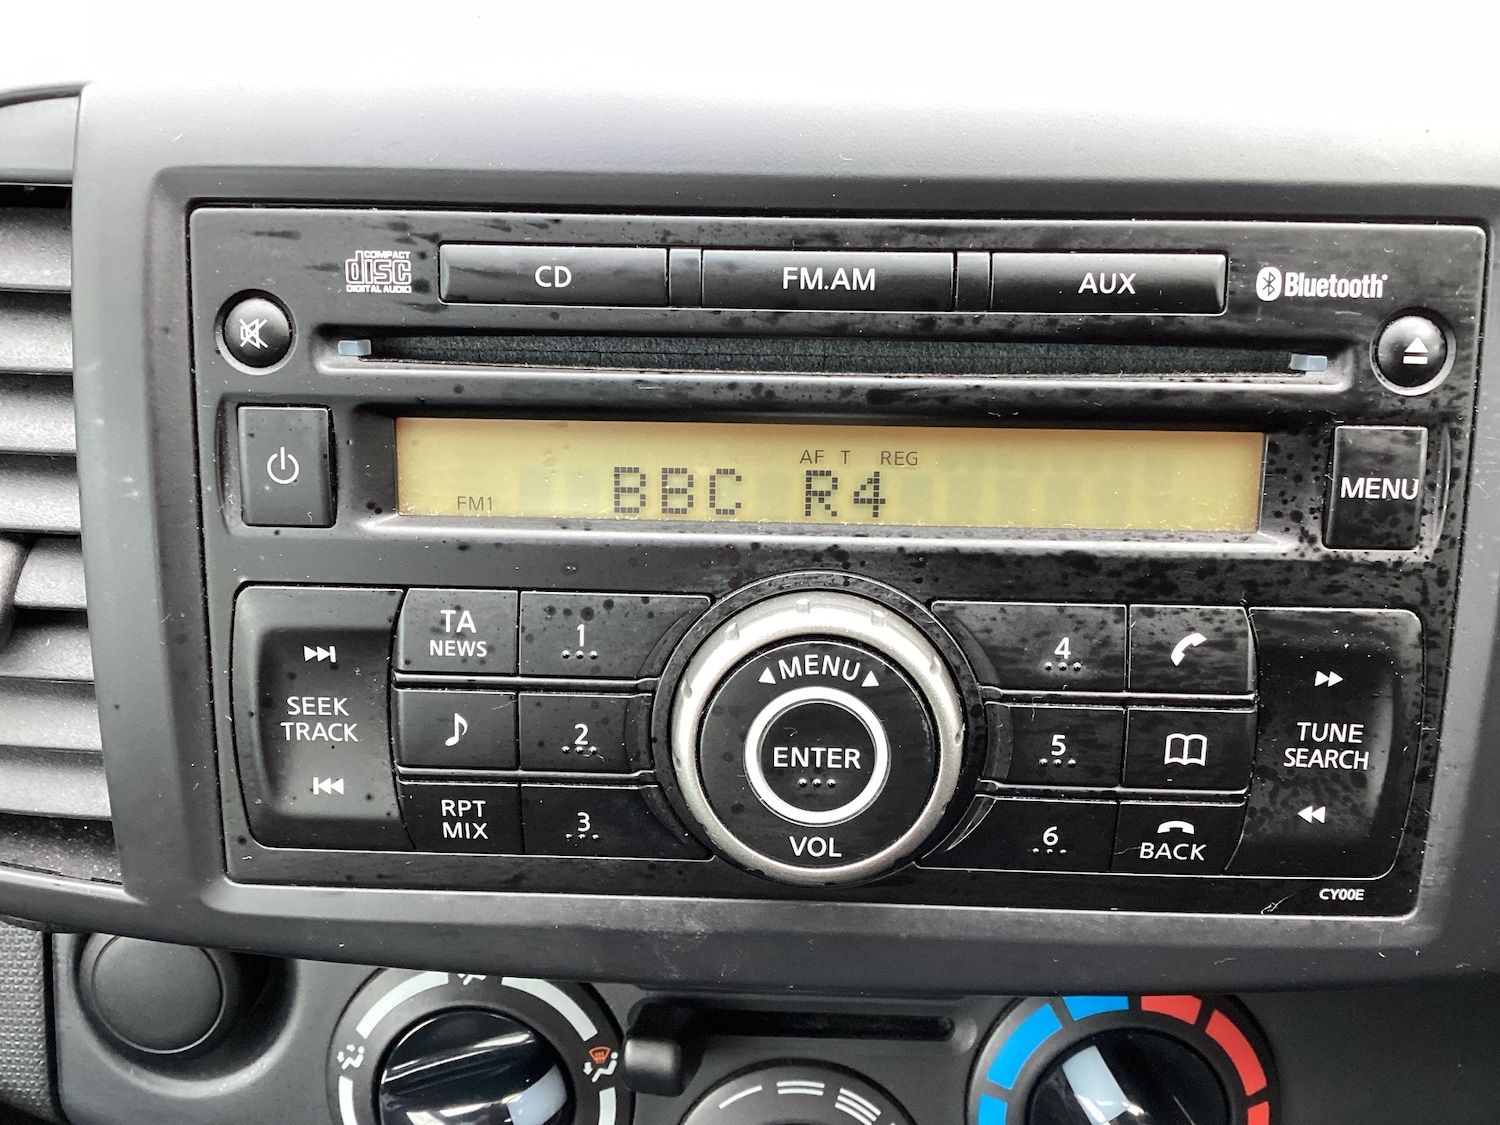 COMPACT
disc
DIGITAL AUDIO
CD
FM.AM
AUX
Bluetooth®
AF T REG
FM1
BBC R4
MENU
SEEK
TRACK
TA
NEWS
1
2
RPT
MIX
3
MENU
ENTER
VOL
4
5
6
BACK
TUNE
SEARCH
CY00E